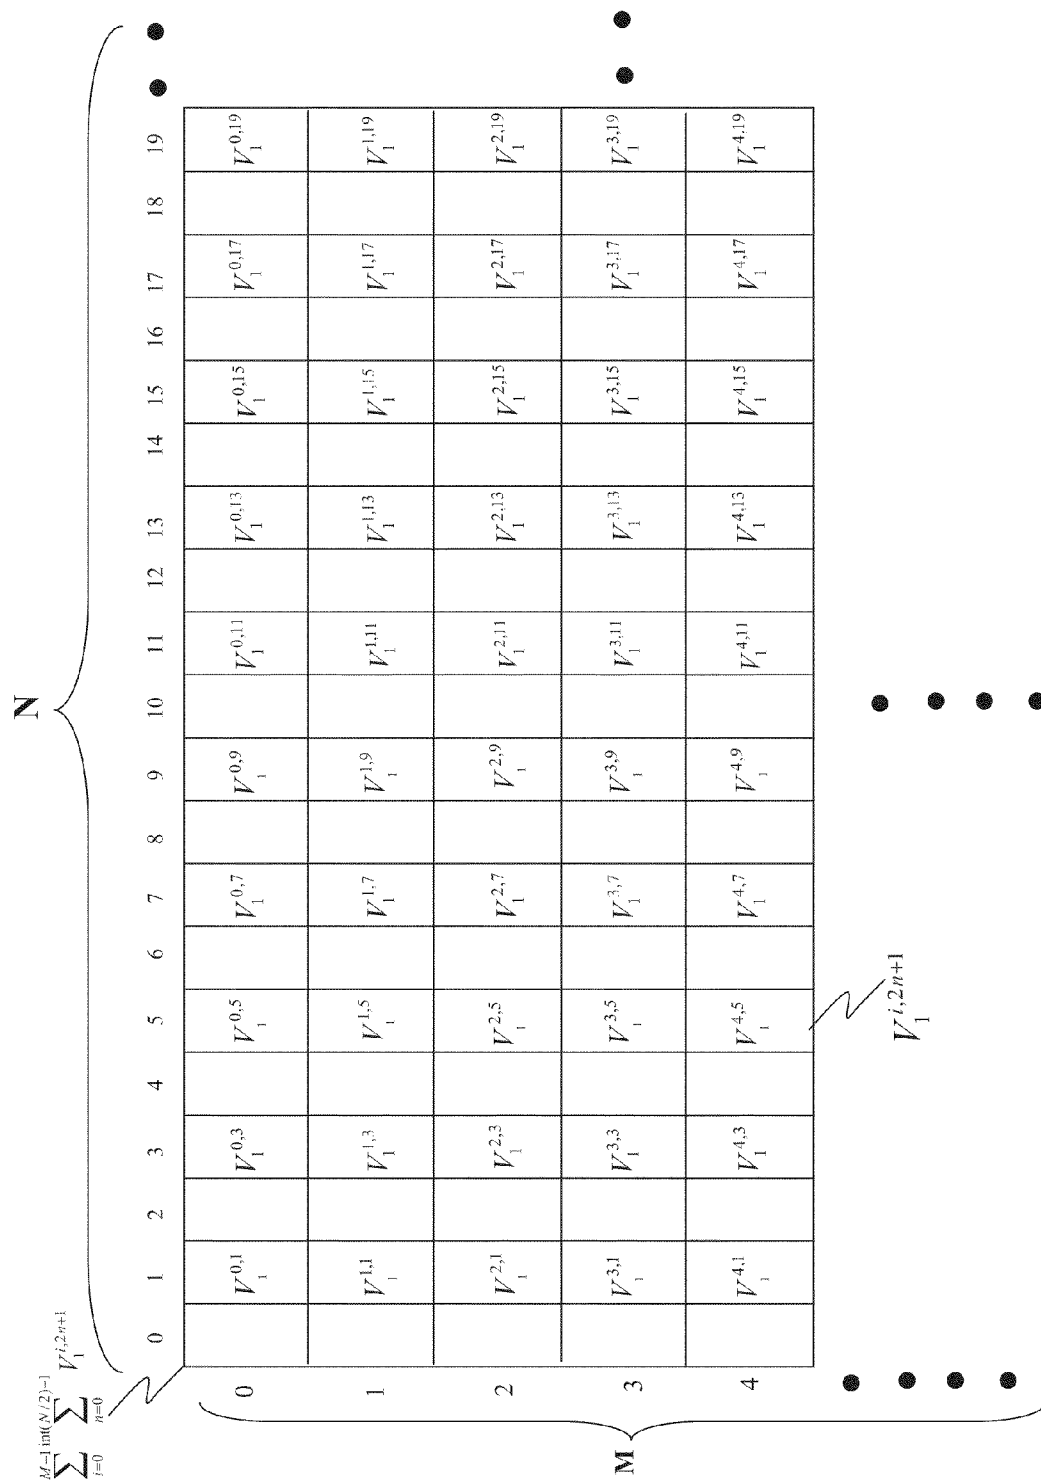 N
\sum_{i=0}^{M-1} \sum_{n=0}^{int(N/2)-1} V_1^{i,2n+1}
0 1 2 3 4 5 6 7 8 9 10 11 12 13 14 15 16 17 18 19
0 V_1^{0,1} V_1^{0,3} V_1^{0,5} V_1^{0,7} V_1^{0,9} V_1^{0,11} V_1^{0,13} V_1^{0,15} V_1^{0,17} V_1^{0,19}
1 V_1^{1,1} V_1^{1,3} V_1^{1,5} V_1^{1,7} V_1^{1,9} V_1^{1,11} V_1^{1,13} V_1^{1,15} V_1^{1,17} V_1^{1,19}
2 V_1^{2,1} V_1^{2,3} V_1^{2,5} V_1^{2,7} V_1^{2,9} V_1^{2,11} V_1^{2,13} V_1^{2,15} V_1^{2,17} V_1^{2,19}
3 V_1^{3,1} V_1^{3,3} V_1^{3,5} V_1^{3,7} V_1^{3,9} V_1^{3,11} V_1^{3,13} V_1^{3,15} V_1^{3,17} V_1^{3,19}
4 V_1^{4,1} V_1^{4,3} V_1^{4,5} V_1^{4,7} V_1^{4,9} V_1^{4,11} V_1^{4,13} V_1^{4,15} V_1^{4,17} V_1^{4,19}
M
V_1^{i,2n+1}